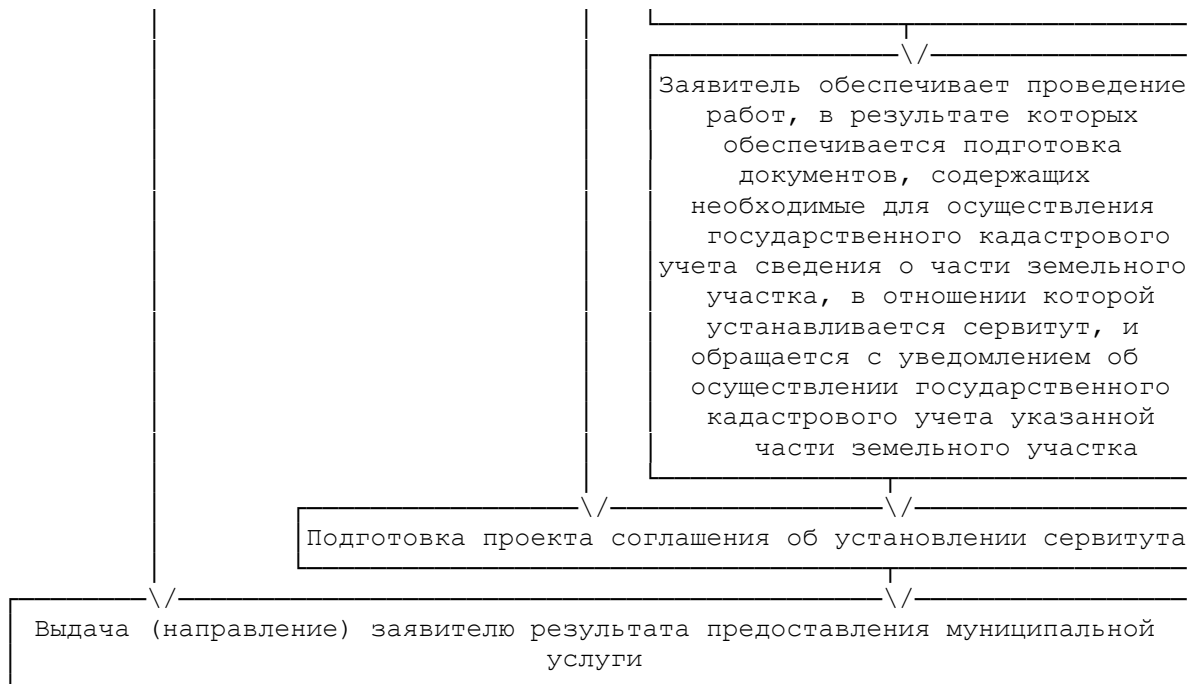 Заявитель обеспечивает проведение
работ, в результате которых
обеспечивается подготовка
документов, содержащих
необходимые для осуществления
государственного кадастрового
учета сведения о части земельного
участка, в отношении которой
устанавливается сервитут, и
обращается с уведомлением об
осуществлении государственного
кадастрового учета указанной
части земельного участка
Подготовка проекта соглашения об установлении сервитута
Выдача (направление) заявителю результата предоставления муниципальной
услуги